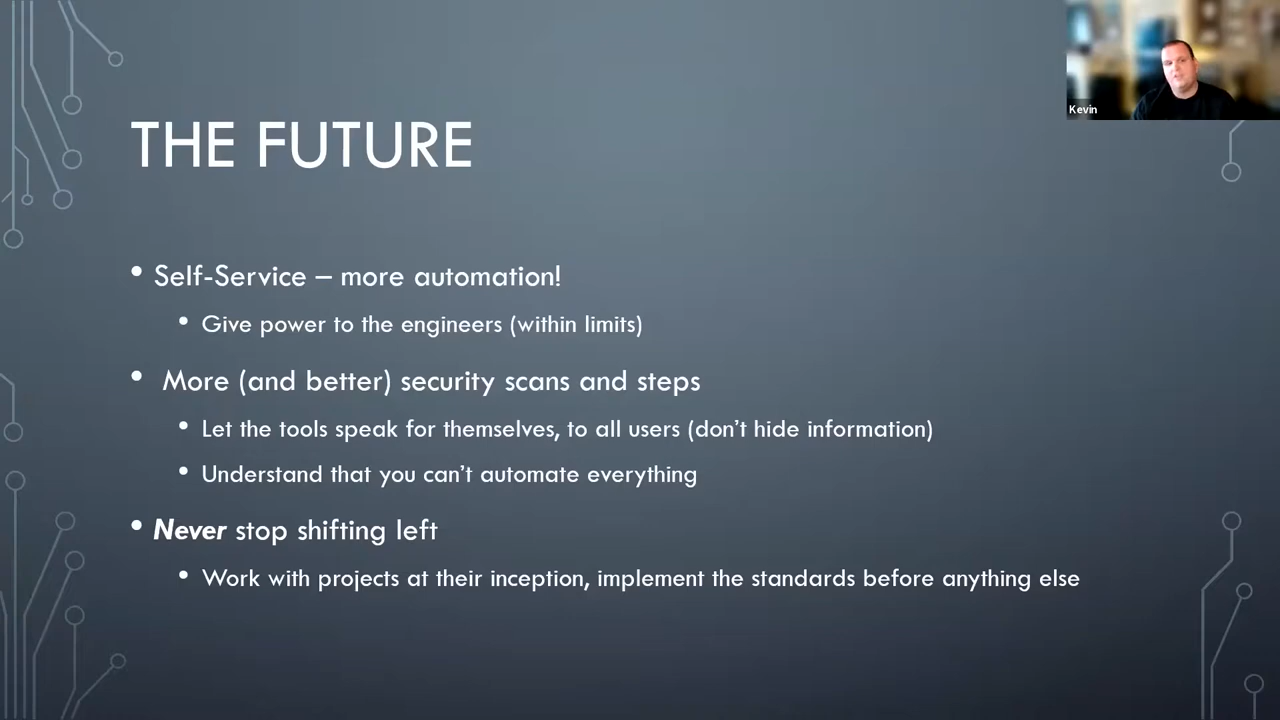 Kevin
THE FUTURE
• Self-Service – more automation!
• Give power to the engineers (within limits)
• More (and better) security scans and steps
• Let the tools speak for themselves, to all users (don’t hide information)
• Understand that you can’t automate everything
• Never stop shifting left
• Work with projects at their inception, implement the standards before anything else